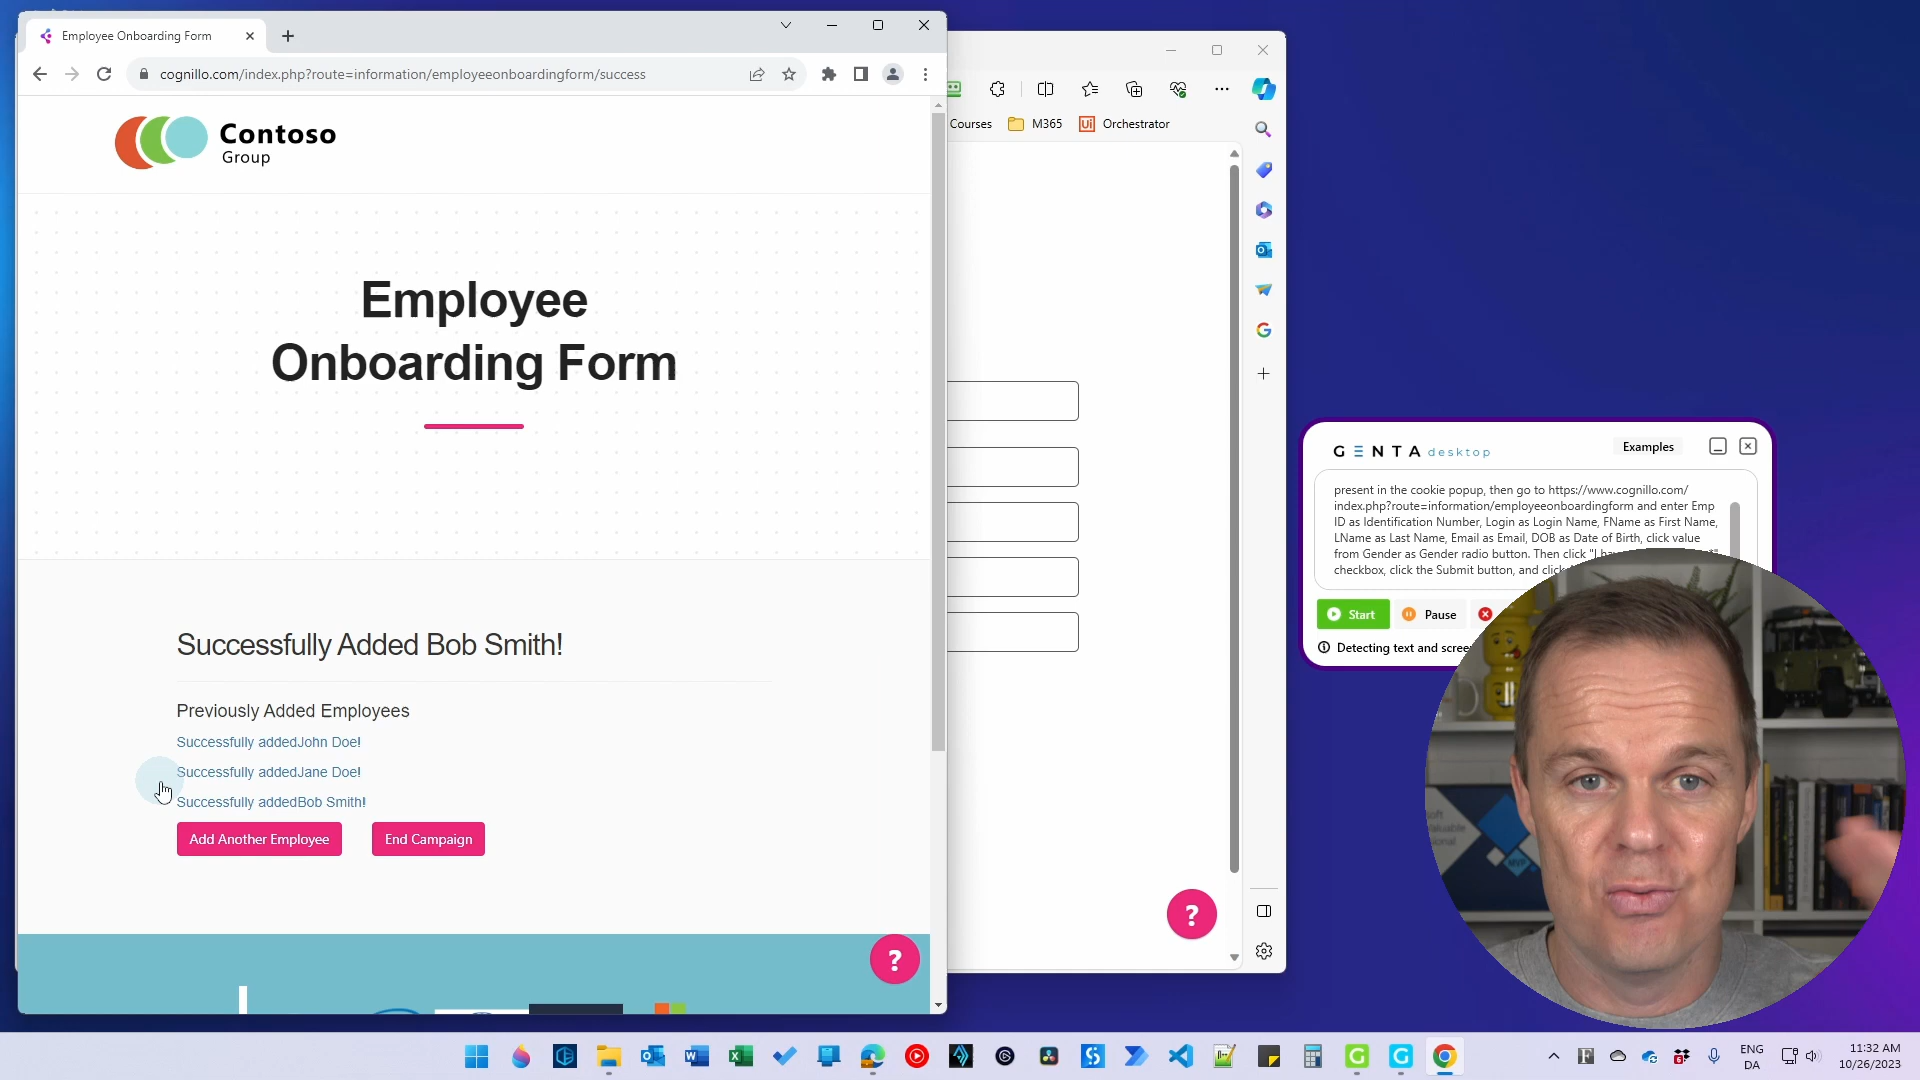 Employee Onboarding Form
cognillo.com/index.php?route=information/employeeonboardingform/success
Contoso
Group
Employee
Onboarding Form
Successfully Added Bob Smith!
Previously Added Employees
Successfully addedJohn Doe!
Successfully addedJane Doe!
Successfully addedBob Smith!
Add Another Employee
End Campaign
?
Courses
M365
Ui
Orchestrator
?
GENTA desktop
Examples
present in the cookie popup, then go to https://www.cognillo.com/
index.php?route=information/employeeonboardingform and enter Emp
ID as Identification Number, Login as Login Name, FName as First Name,
LName as Last Name, Email as Email, DOB as Date of Birth, click value
from Gender as Gender radio button. Then click "I
checkbox, click the Submit button, and click
Start
Pause
Detecting text and
MVP
ENG
DA
11:32 AM
10/26/2023